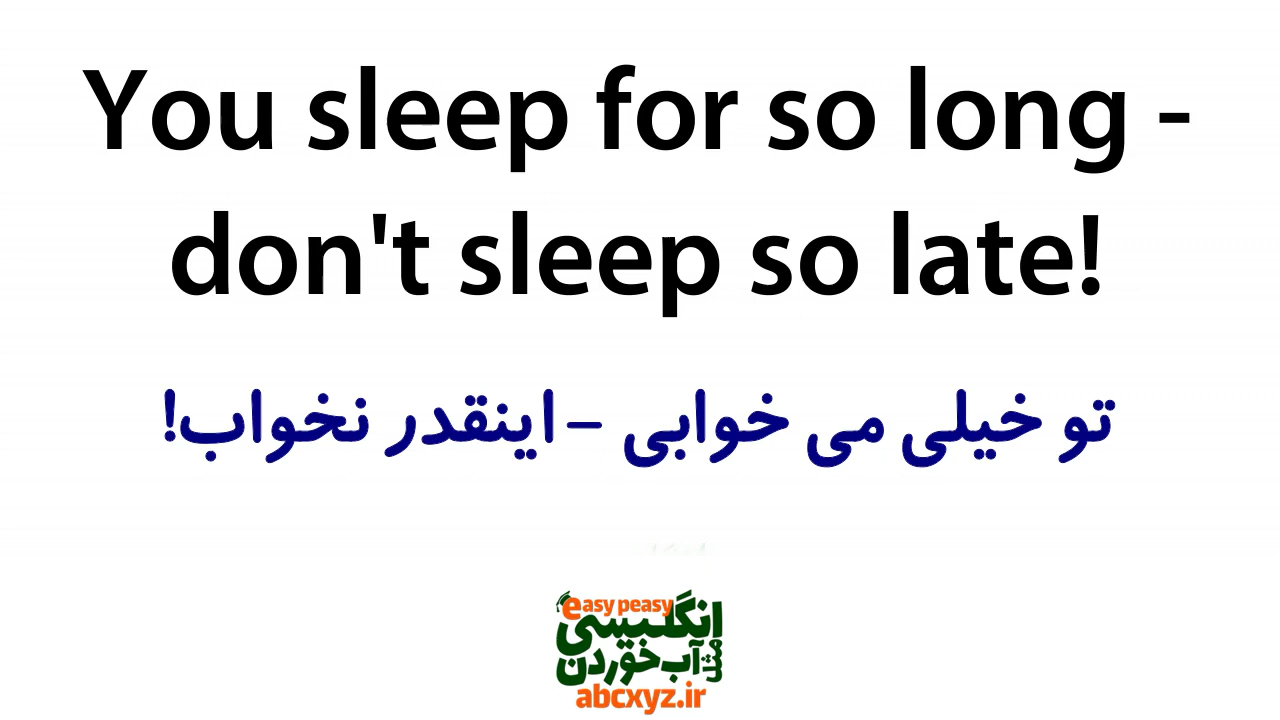 You sleep for so long -
don't sleep so late!
تو خیلی می خوابی – اینقدر نخواب!
easy peasy
انگلیسی
مثل آب خوردن
abcxyz.ir